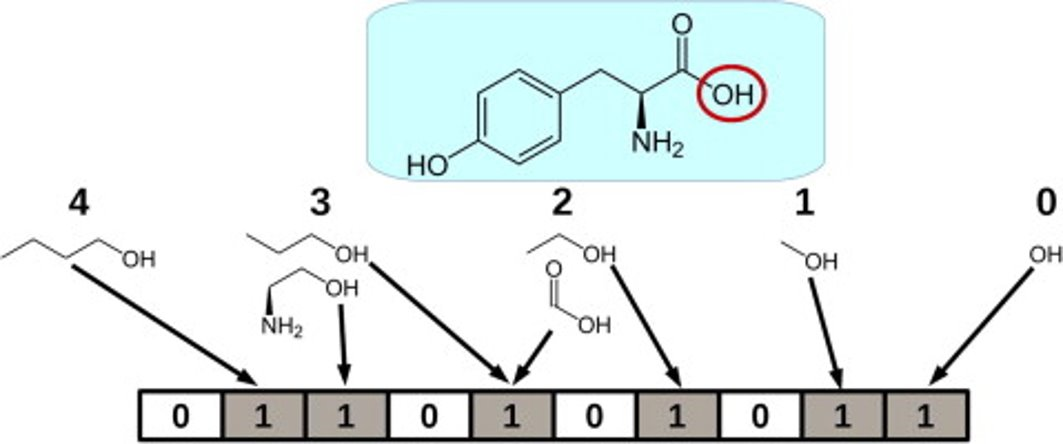 O
OH
NH2
HO
4 3 2 1 0
OH OH OH OH OH
O
OH
NH2 OH
0 1 1 0 1 0 1 0 1 1